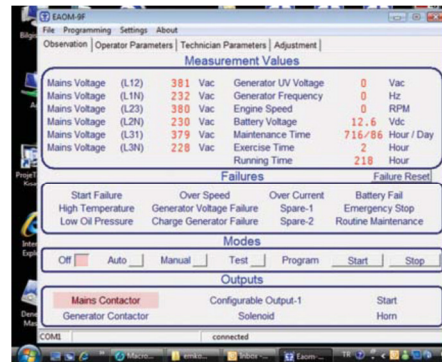 EAOM-9F
File Programming Settings About
Observation Operator Parameters Technician Parameters Adjustment
Measurement Values
Mains Voltage (L12) 381 Vac Generator UV Voltage 0 Vac
Mains Voltage (L1N) 232 Vac Generator Frequency 0 Hz
Mains Voltage (L23) 380 Vac Engine Speed 0 RPM
Mains Voltage (L2N) 230 Vac Battery Voltage 12.6 Vdc
Mains Voltage (L31) 379 Vac Maintenance Time 716/86 Hour / Day
Mains Voltage (L3N) 228 Vac Exercise Time 2 Hour
Running Time 218 Hour
Failures Failure Reset
Start Failure Over Speed Over Current Battery Fail
High Temperature Generator Voltage Failure Spare-1 Emergency Stop
Low Oil Pressure Charge Generator Failure Spare-2 Routine Maintenance
Modes
Off Auto Manual Test Program Start Stop
Outputs
Mains Contactor Configurable Output-1 Start
Generator Contactor Solenoid Horn
COM1 connected
Macro... emko... Inbox -... Eaom-... TR